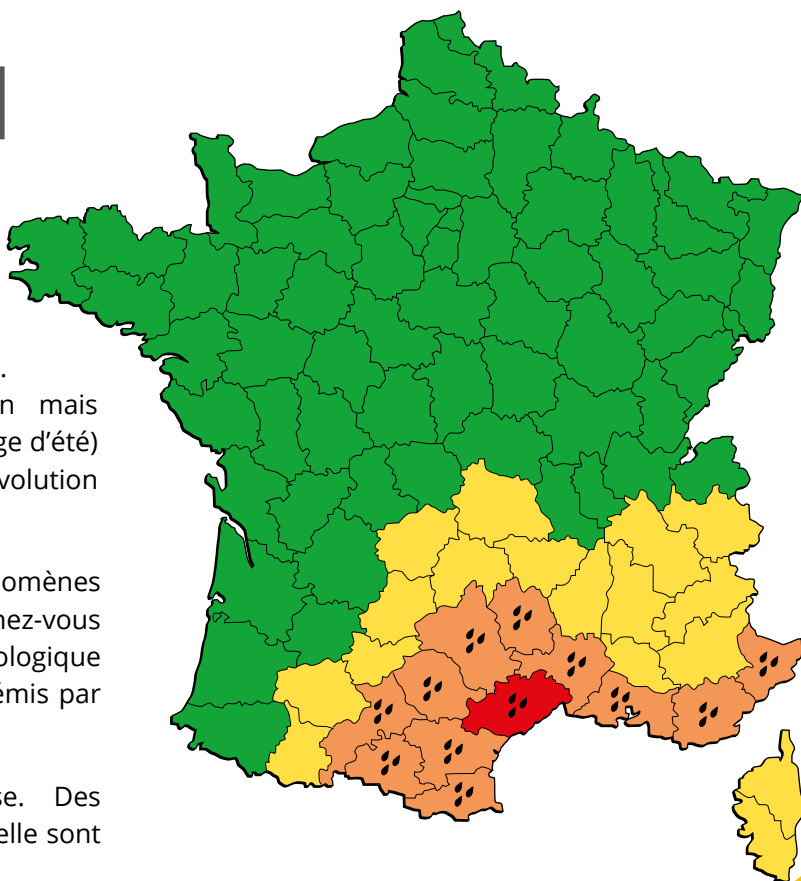 .
n mais
ge d’été)
volution
omènes
nez-vous
ologique
émis par
se. Des
elle sont